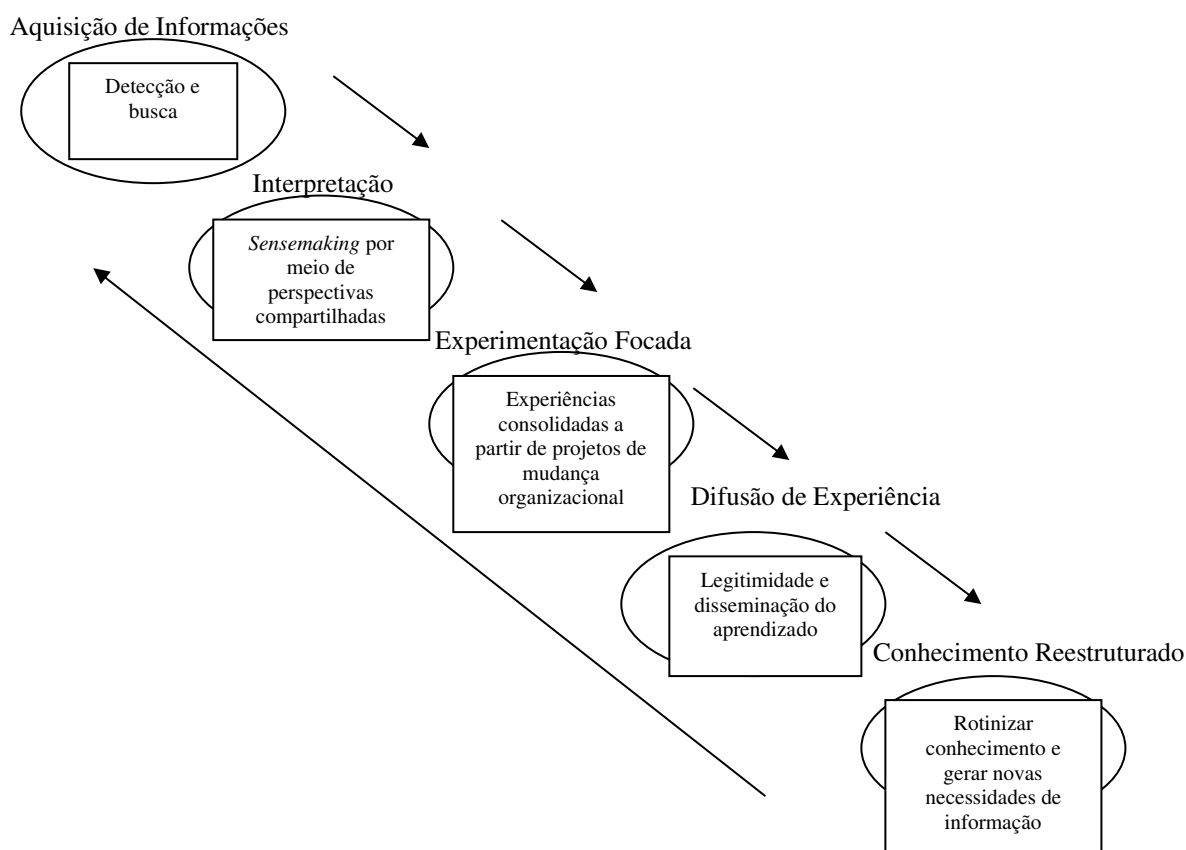 Aquisição de Informações
Detecção e
busca
Interpretação
Sensemaking por
meio de
perspectivas
compartilhadas
Experimentação Focada
Experiências
consolidadas a
partir de projetos de
mudança
organizacional
Difusão de Experiência
Legitimidade e
disseminação do
aprendizado
Conhecimento Reestruturado
Rotinizar
conhecimento e
gerar novas
necessidades de
informação